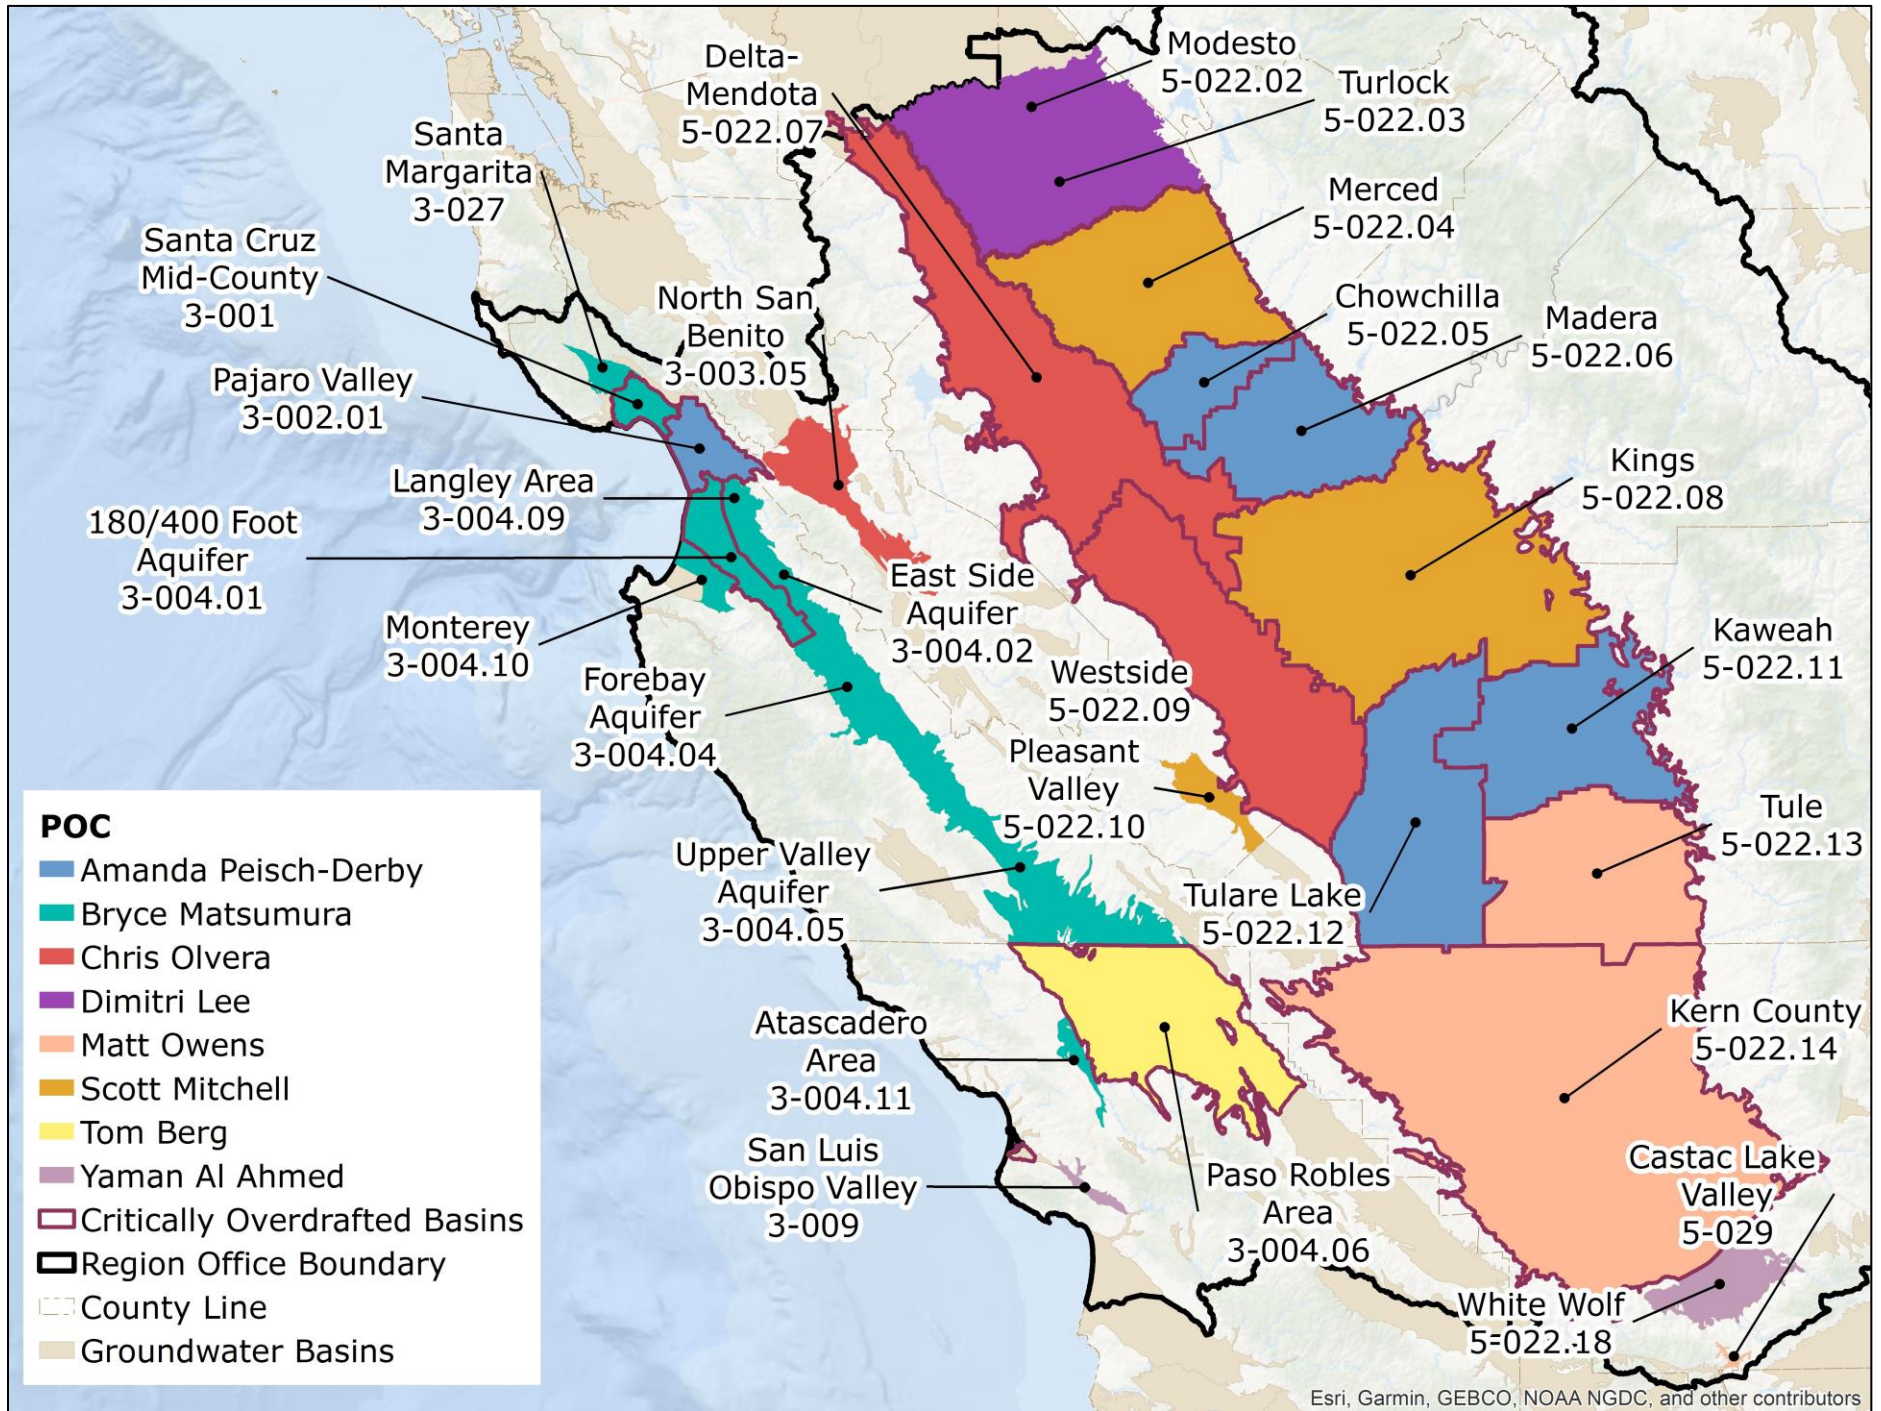 Modesto
5-022.02
Delta-
Mendota
5-022.07
Turlock
5-022.03
Santa
Margarita
3-027
Merced
5-022.04
Santa Cruz
Mid-County
3-001
North San
Benito
3-003.05
Chowchilla
5-022.05
Madera
5-022.06
Pajaro Valley
3-002.01
Langley Area
3-004.09
Kings
5-022.08
180/400 Foot
Aquifer
3-004.01
East Side
Aquifer
3-004.02
Monterey
3-004.10
Kaweah
5-022.11
Forebay
Aquifer
3-004.04
Westside
5-022.09
Pleasant
Valley
5-022.10
Tule
5-022.13
Upper Valley
Aquifer
3-004.05
Tulare Lake
5-022.12
Kern County
5-022.14
Atascadero
Area
3-004.11
San Luis
Obispo Valley
3-009
Paso Robles
Area
3-004.06
Castac Lake
Valley
5-029
White Wolf
5-022.18
POC
Amanda Peisch-Derby
Bryce Matsumura
Chris Olvera
Dimitri Lee
Matt Owens
Scott Mitchell
Tom Berg
Yaman Al Ahmed
Critically Overdrafted Basins
Region Office Boundary
County Line
Groundwater Basins
Esri, Garmin, GEBCO, NOAA NGDC, and other contributors